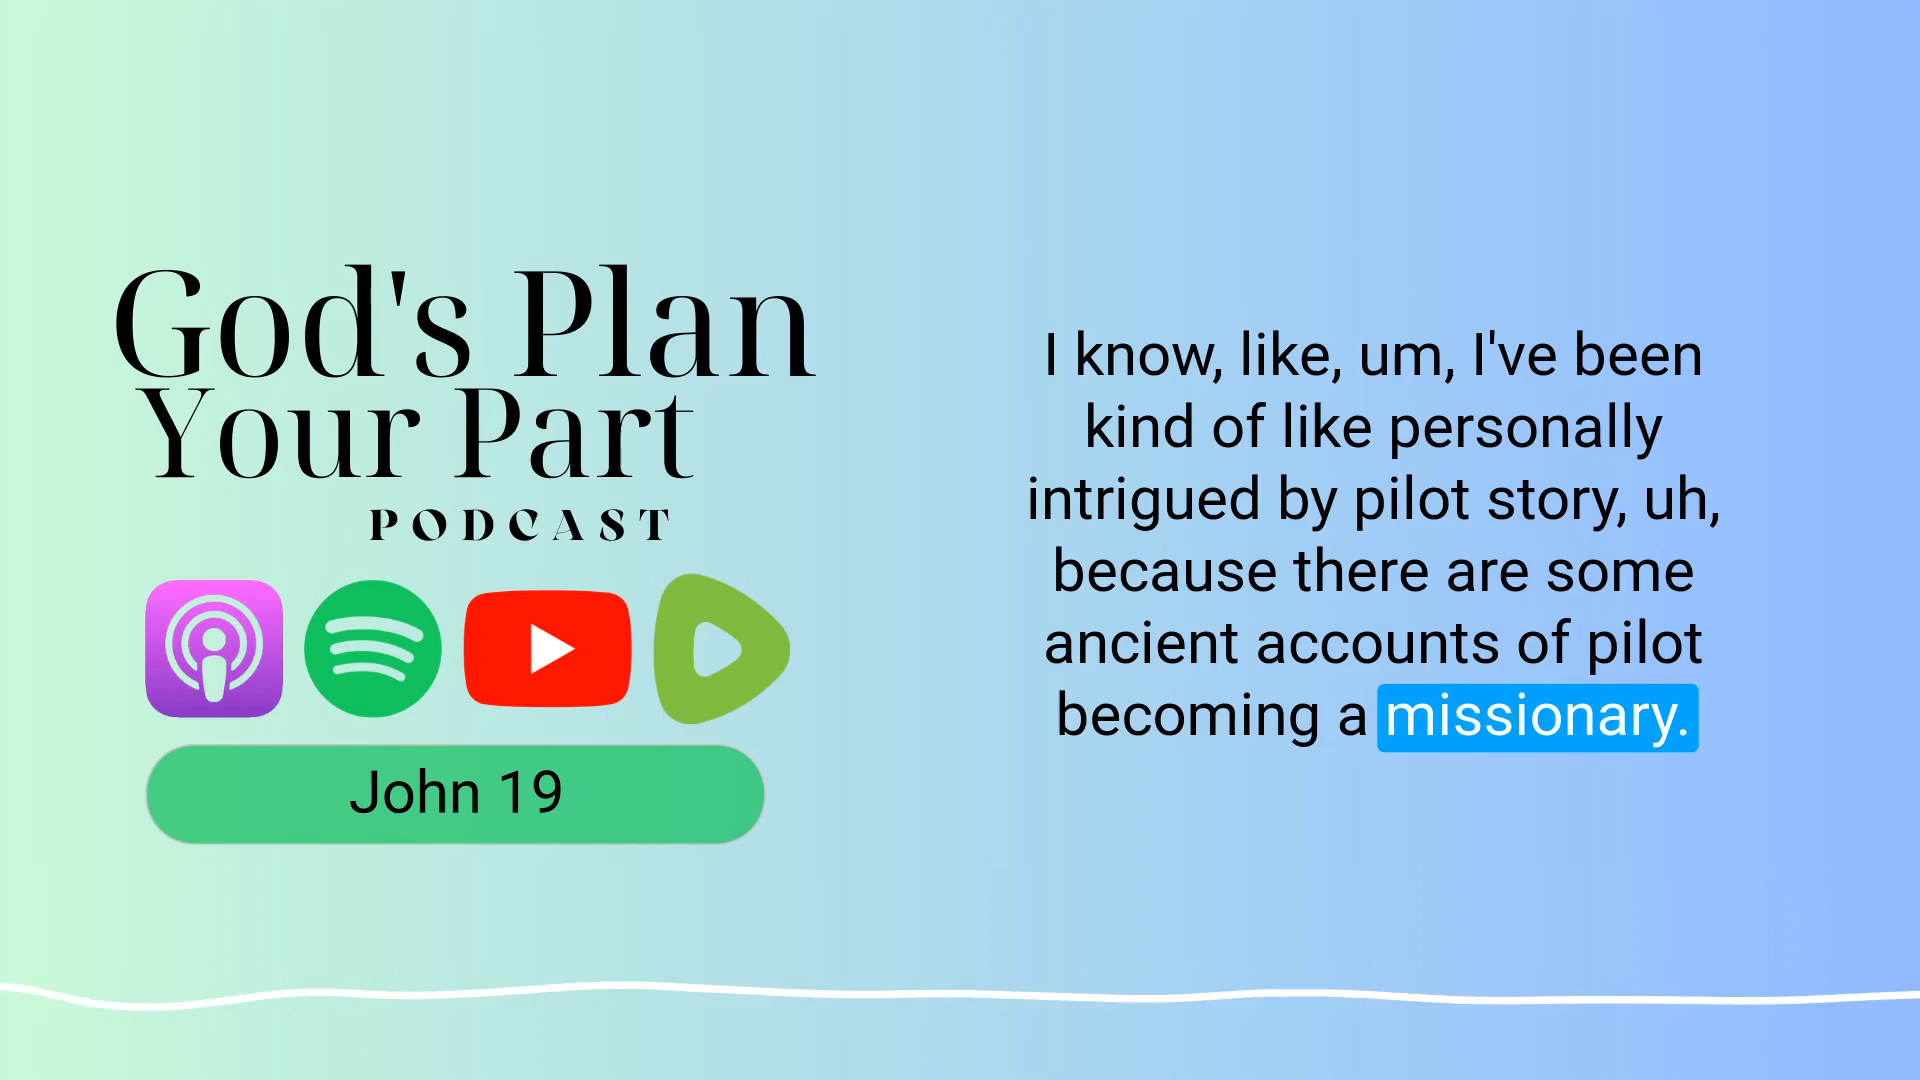 God's Plan
Your Part
PODCAST
John 19
I know, like, um, I've been
kind of like personally
intrigued by pilot story, uh,
because there are some
ancient accounts of pilot
becoming a missionary.